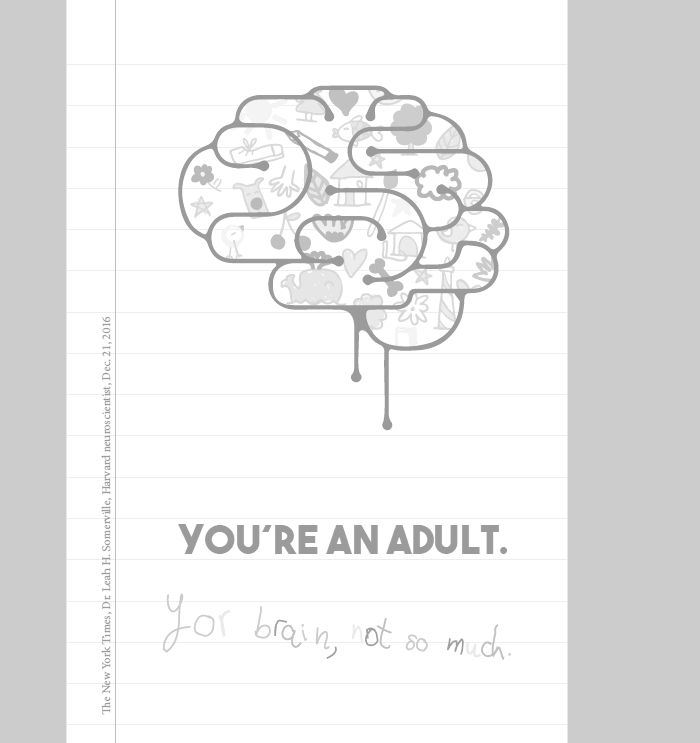 The New York Times, Dr. Leah H. Somerville, Harvard neuroscientist, Dec. 21, 2016
YOU'RE AN ADULT.
Yor brain, not so much.